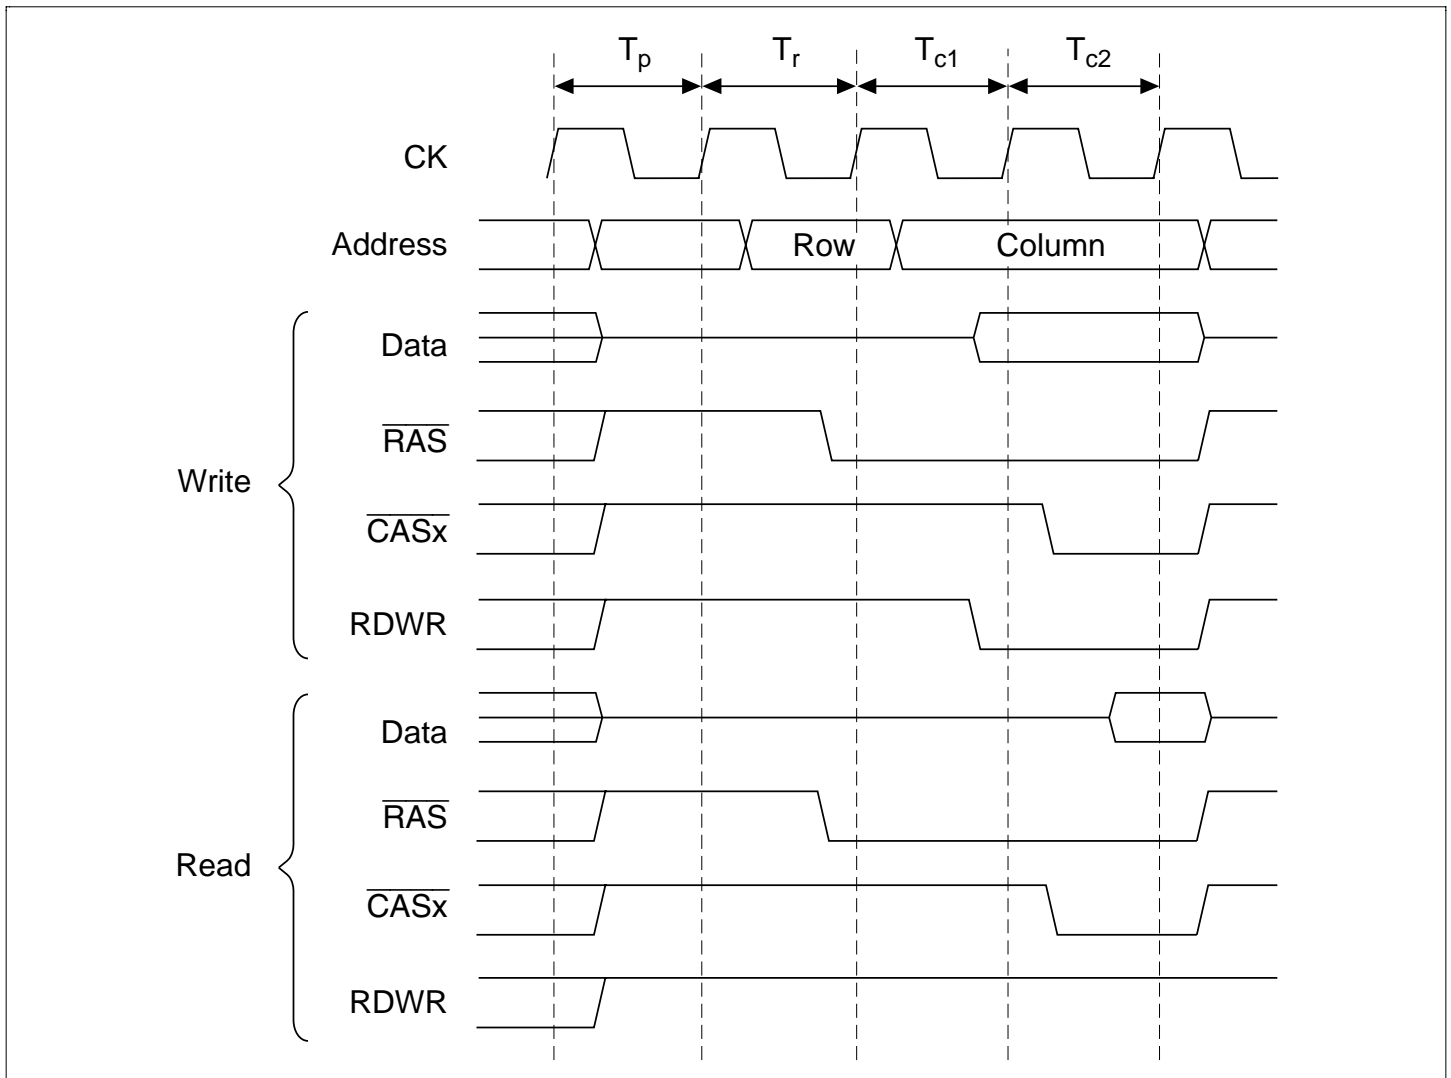 Tp Tr Tc1 Tc2
CK
Address Row Column
Data
RAS
Write
CASx
RDWR
Data
RAS
Read
CASx
RDWR